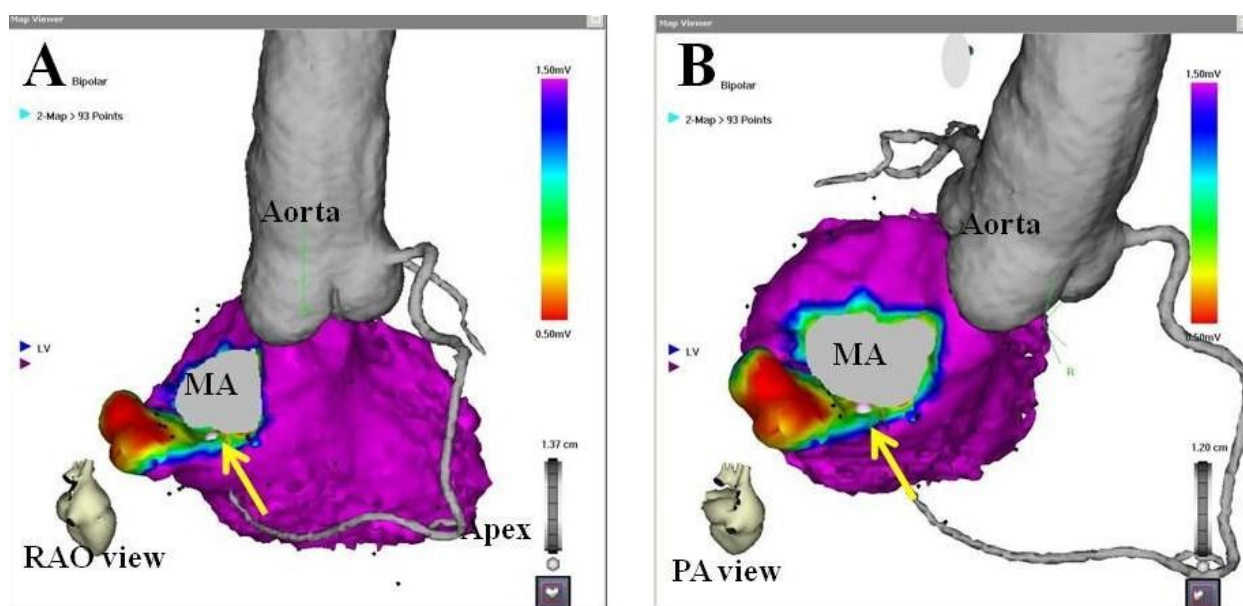 Map Viewer
A
Bipolar
1.50mV
2-Map > 93 Points
Aorta
0.50mV
LV
MA
1.37 cm
Apex
RAO view
Map Viewer
B
Bipolar
1.50mV
2-Map > 93 Points
Aorta
0.50mV
LV
MA
R
1.20 cm
PA view